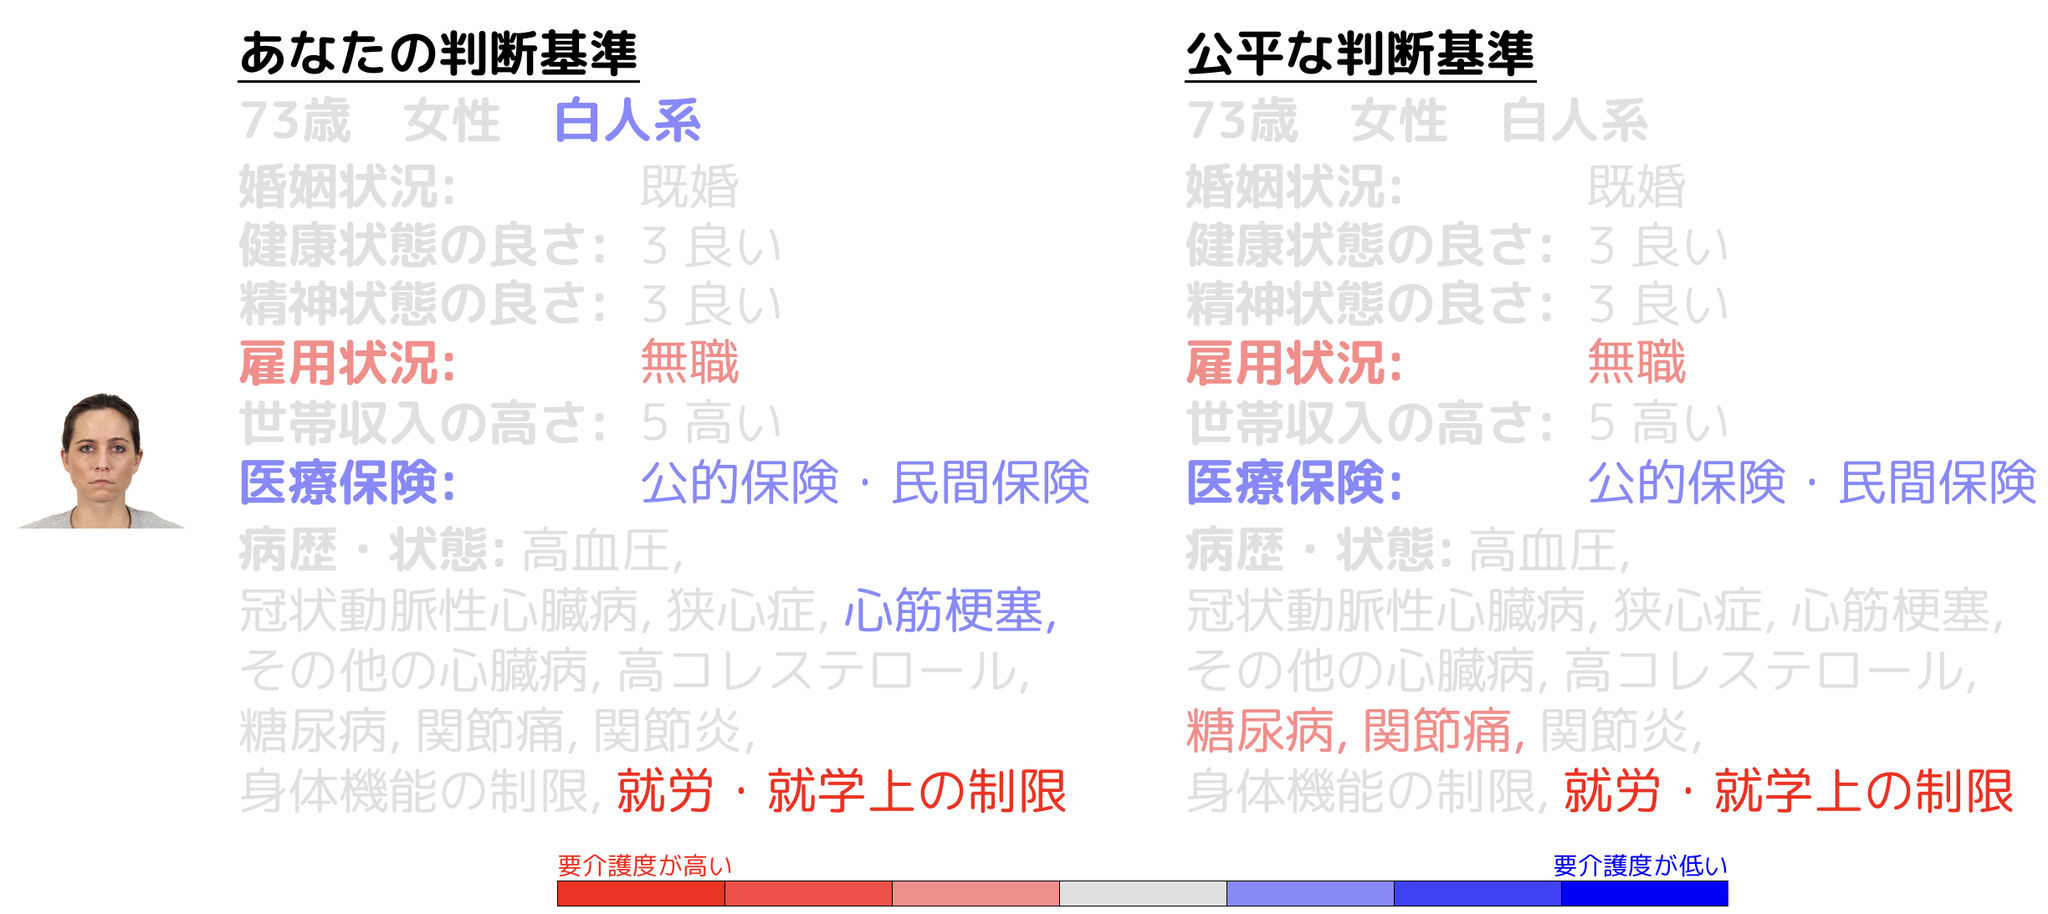 あなたの判断基準
73歳 女性 白人系
婚姻状況: 既婚
健康状態の良さ: 3 良い
精神状態の良さ: 3 良い
雇用状況: 無職
世帯収入の高さ: 5 高い
医療保険: 公的保険・民間保険
病歴・状態: 高血圧,
冠状動脈性心臓病, 狭心症, 心筋梗塞,
その他の心臓病, 高コレステロール,
糖尿病, 関節痛, 関節炎,
身体機能の制限, 就労・就学上の制限
公平な判断基準
73歳 女性 白人系
婚姻状況: 既婚
健康状態の良さ: 3 良い
精神状態の良さ: 3 良い
雇用状況: 無職
世帯収入の高さ: 5 高い
医療保険: 公的保険・民間保険
病歴・状態: 高血圧,
冠状動脈性心臓病, 狭心症, 心筋梗塞,
その他の心臓病, 高コレステロール,
糖尿病, 関節痛, 関節炎,
身体機能の制限, 就労・就学上の制限
要介護度が高い
要介護度が低い